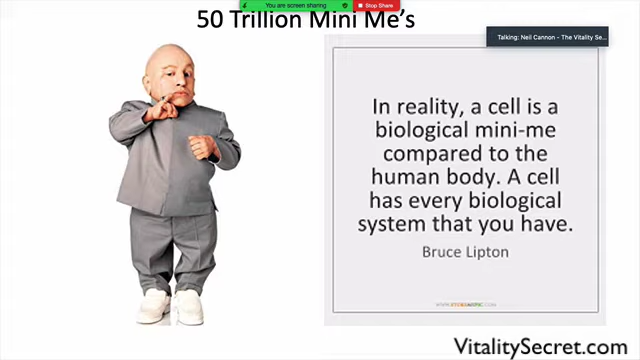 50 Trillion Mini Me's
You are screen sharing
Stop Share
Talking: Neil Cannon - The Vitality Se...
In reality, a cell is a
biological mini-me
compared to the
human body. A cell
has every biological
system that you have.
Bruce Lipton
VitalitySecret.com